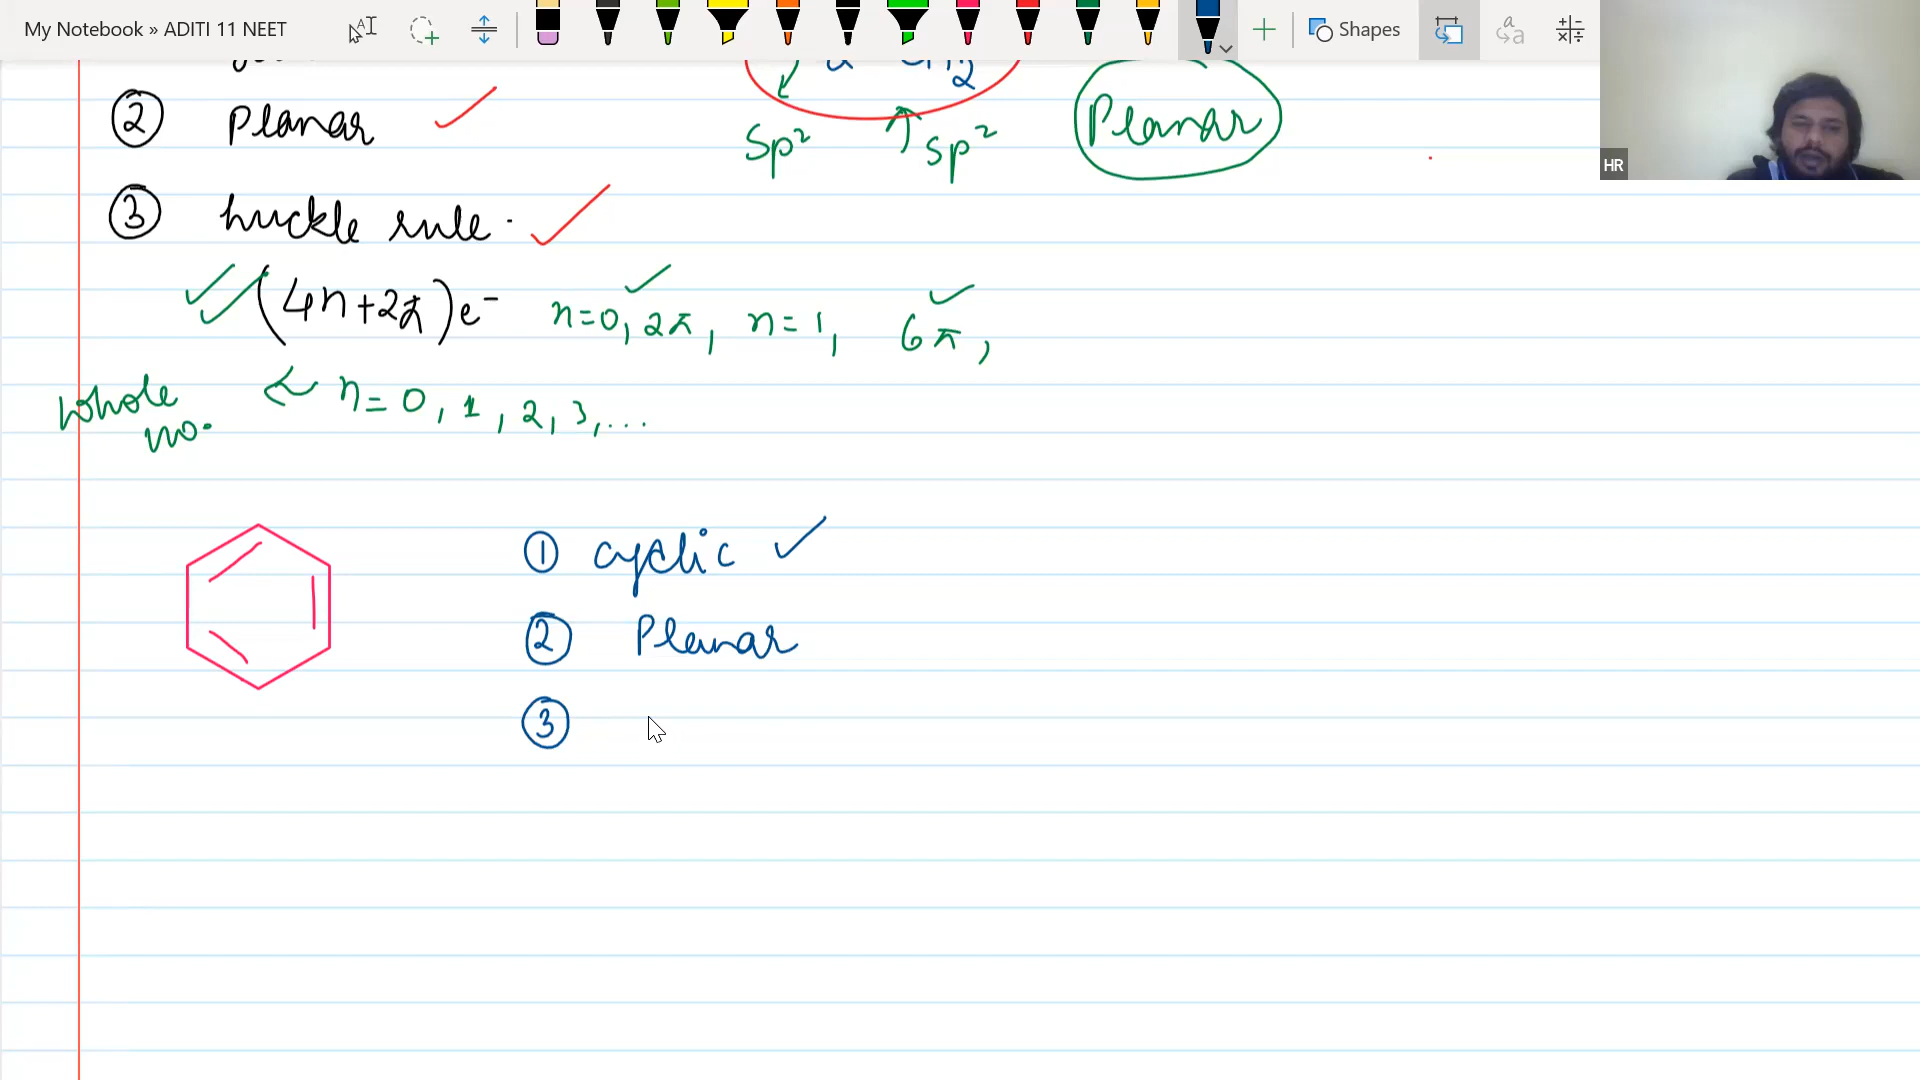 My Notebook » ADITI 11 NEET
Shapes
HR
CH2
② Planar
Sp² Sp² Planar
③ huckle rule.
(4n+2π)e⁻ n=0, 2π, n=1, 6π,
whole no. ← n=0, 1, 2, 3,...
① cyclic ✓
② Planar
③